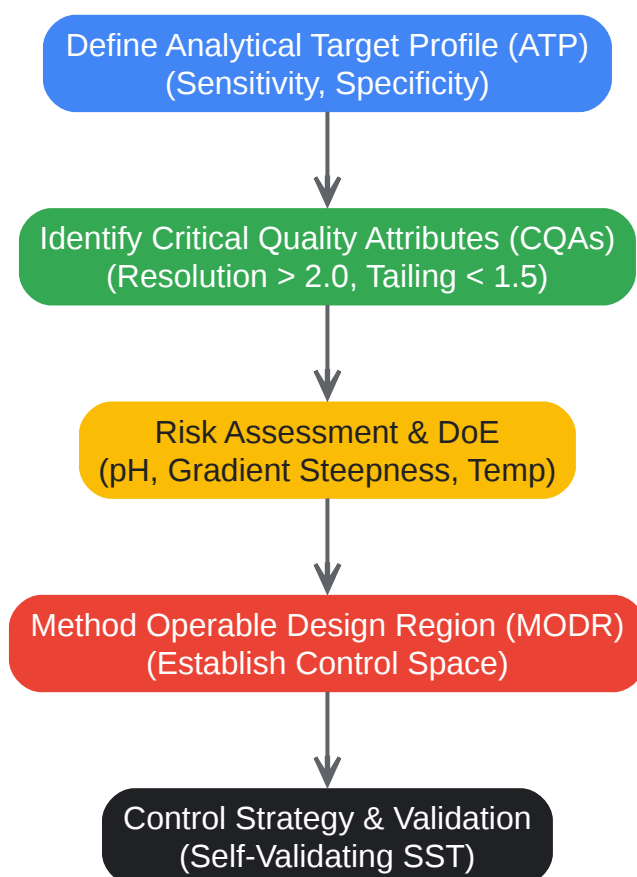 Define Analytical Target Profile (ATP)
(Sensitivity, Specificity)
Identify Critical Quality Attributes (CQAs)
(Resolution > 2.0, Tailing < 1.5)
Risk Assessment & DoE
(pH, Gradient Steepness, Temp)
Method Operable Design Region (MODR)
(Establish Control Space)
Control Strategy & Validation
(Self-Validating SST)